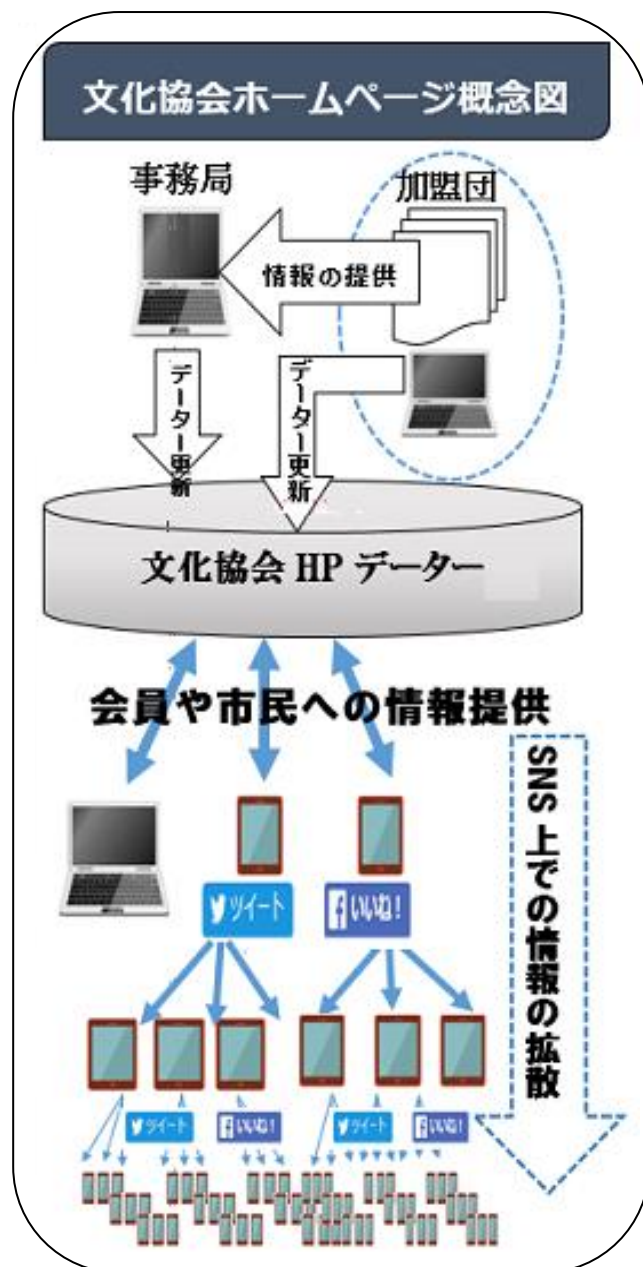 文化協会ホームページ概念図
事務局
加盟団
情報の提供
データー更新
データー更新
文化協会 HP データー
会員や市民への情報提供
SNS上での情報の拡散
ツイート
いいね!
ツイート
いいね!
ツイート
いいね!